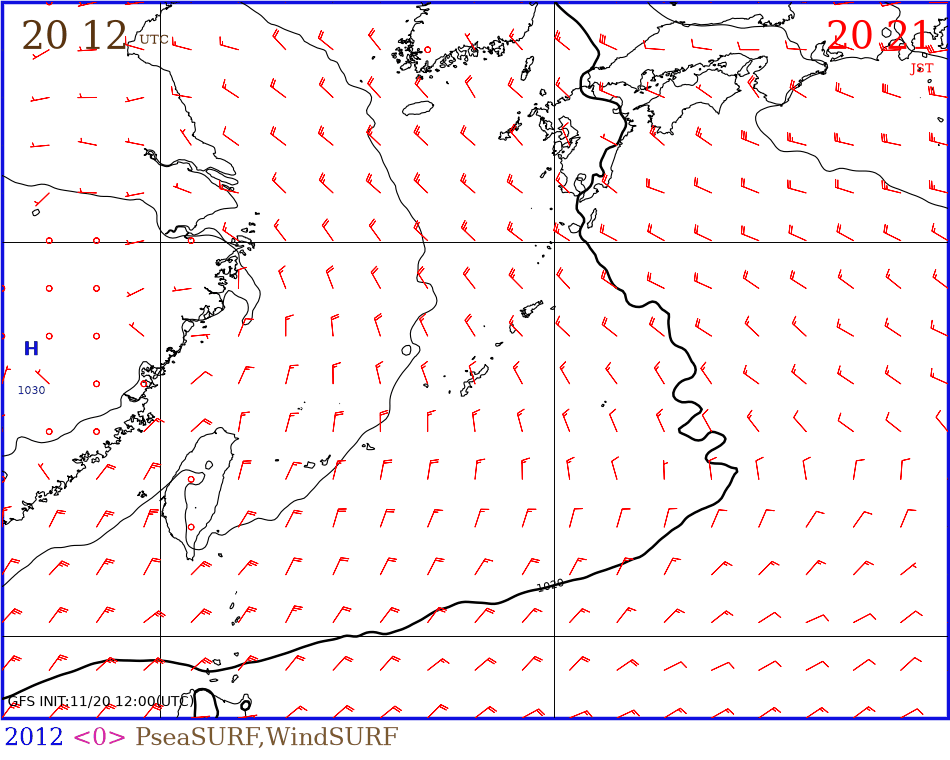 20 12 UTC
20 21
JST
H
1030
1020
GFS INIT:11/20 12:00(UTC)
2012 <0> PseaSURF,WindSURF